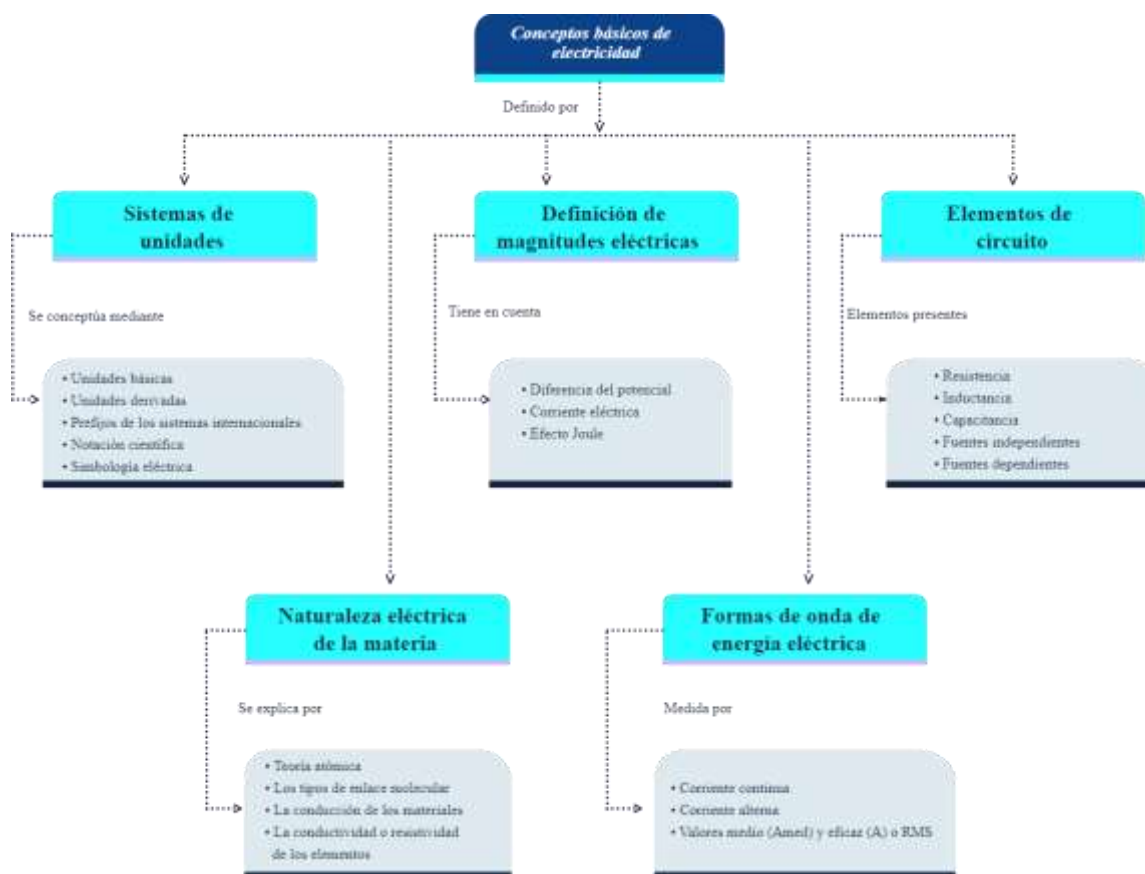 Conceptos básicos de
electricidad
Definido por
Sistemas de
unidades
Se conceptúa mediante
• Unidades básicas
• Unidades derivadas
• Prefijos de los sistemas internacionales
• Notación científica
• Simbología eléctrica
Definición de
magnitudes eléctricas
Tiene en cuenta
• Diferencia del potencial
• Corriente eléctrica
• Efecto Joule
Elementos de
circuito
Elementos presentes
• Resistencia
• Inductancia
• Capacitancia
• Fuentes independientes
• Fuentes dependientes
Naturaleza eléctrica
de la materia
Se explica por
• Teoría atómica
• Los tipos de enlace molecular
• La conducción de los materiales
• La conductividad o resistividad
de los elementos
Formas de onda de
energía eléctrica
Medida por
• Corriente continua
• Corriente alterna
• Valores medio (Amed) y eficaz (A) o RMS